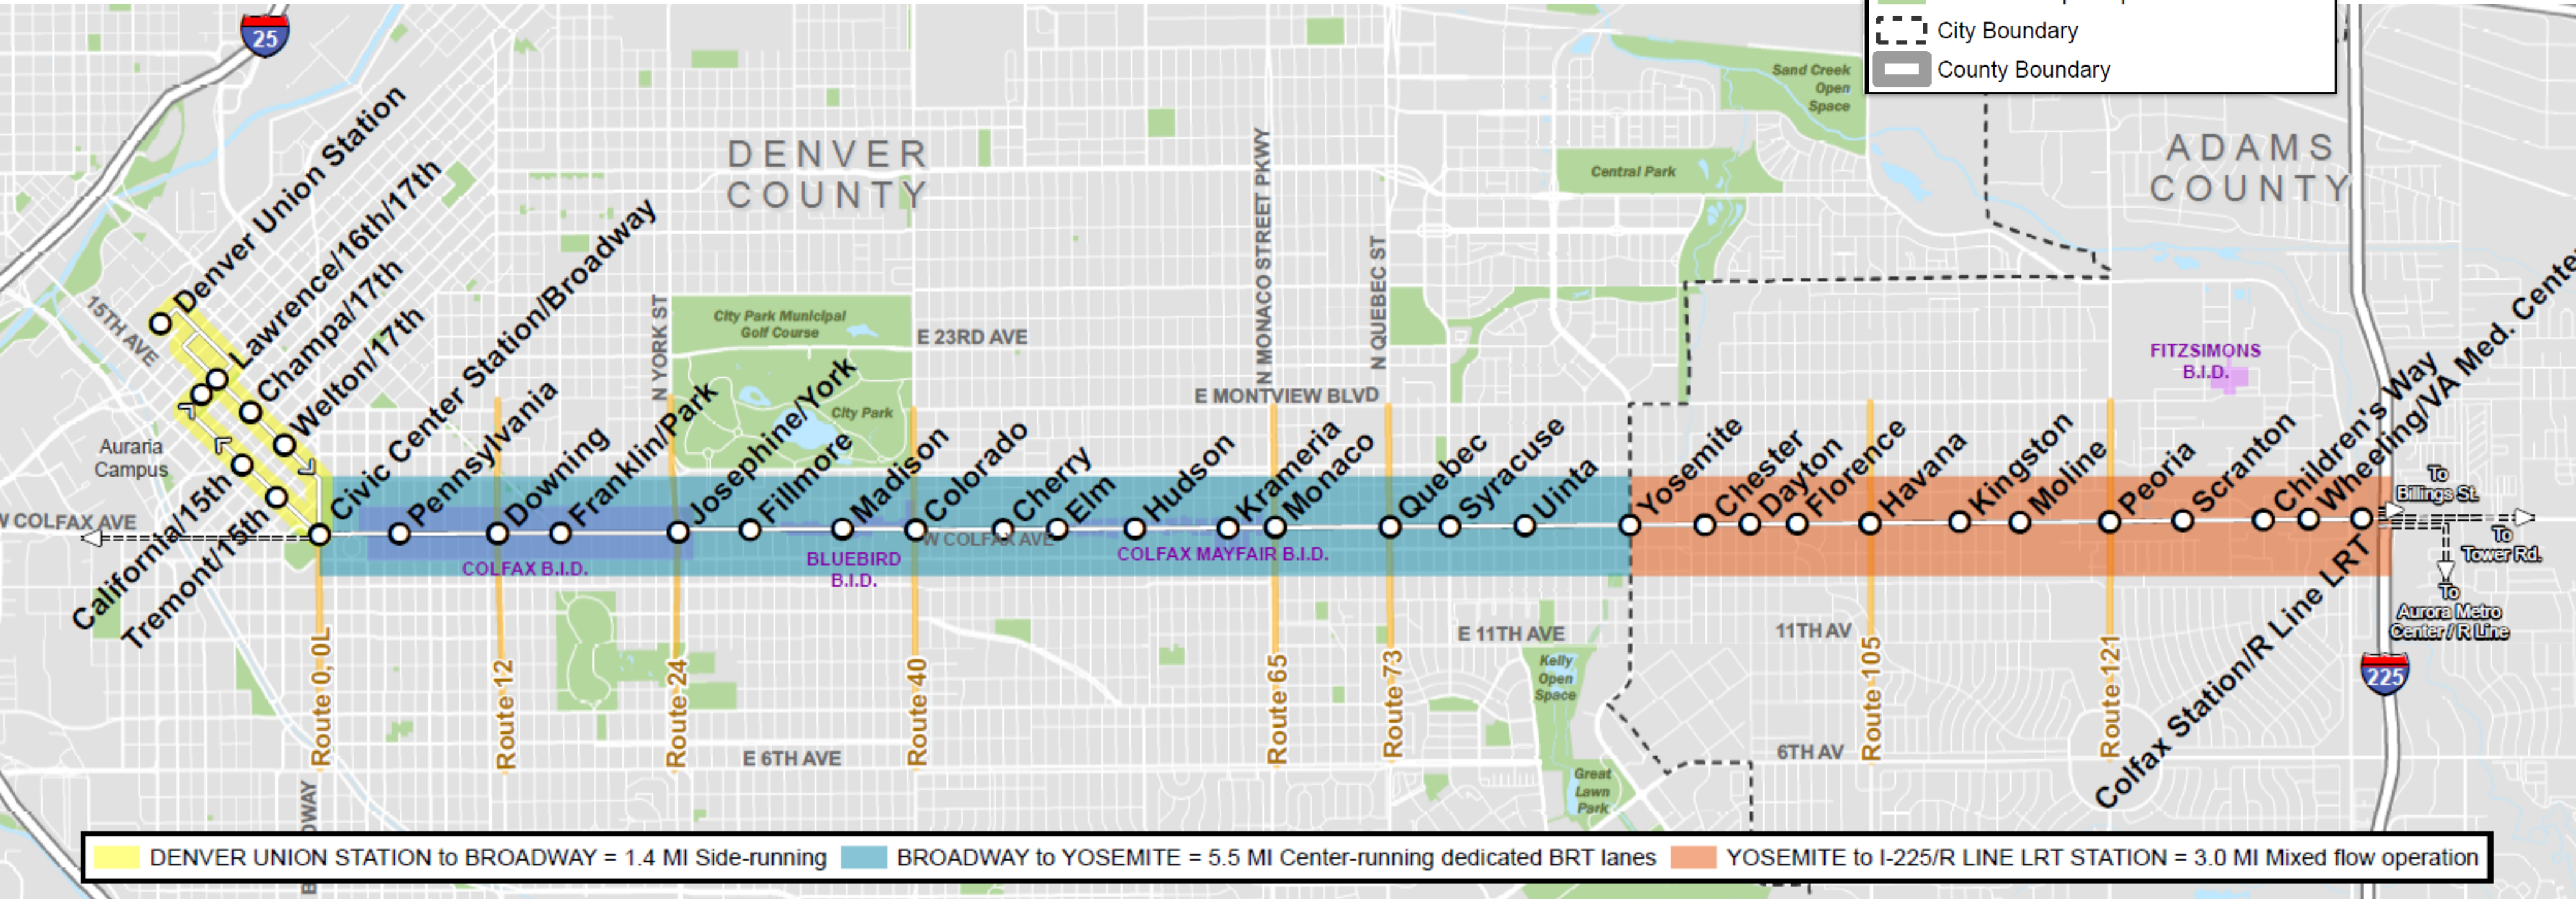 City Boundary
County Boundary
25
Sand Creek
Open
Space
DENVER
COUNTY
ADAMS
COUNTY
Central Park
N MONACO STREET PKWY
N QUEBEC ST
N YORK ST
15TH AVE
City Park Municipal
Golf Course
E 23RD AVE
City Park
E MONTVIEW BLVD
FITZSIMONS
B.I.D.
Auraria
Campus
Denver Union Station
Lawrence/16th/17th
Champa/17th
Welton/17th
Civic Center Station/Broadway
Pennsylvania
Downing
Franklin/Park
Josephine/York
Fillmore
Madison
Colorado
Cherry
Elm
Hudson
Krameria
Monaco
Quebec
Syracuse
Uinta
Yosemite
Chester
Dayton
Florence
Havana
Kingston
Moline
Peoria
Scranton
Children's Way
Wheeling/VA Med. Center
Colfax Station/R Line LRT
California/15th
Tremont/15th
W COLFAX AVE
W COLFAX AVE
COLFAX B.I.D.
BLUEBIRD
B.I.D.
COLFAX MAYFAIR B.I.D.
To
Billings St.
To
Tower Rd.
To
Aurora Metro
Center / R Line
E 11TH AVE
11TH AV
Kelly
Open
Space
Great
Lawn
Park
E 6TH AVE
6TH AV
Route 0, 0L
Route 12
Route 24
Route 40
Route 65
Route 73
Route 105
Route 121
225
DENVER UNION STATION to BROADWAY = 1.4 MI Side-running
BROADWAY to YOSEMITE = 5.5 MI Center-running dedicated BRT lanes
YOSEMITE to I-225/R LINE LRT STATION = 3.0 MI Mixed flow operation